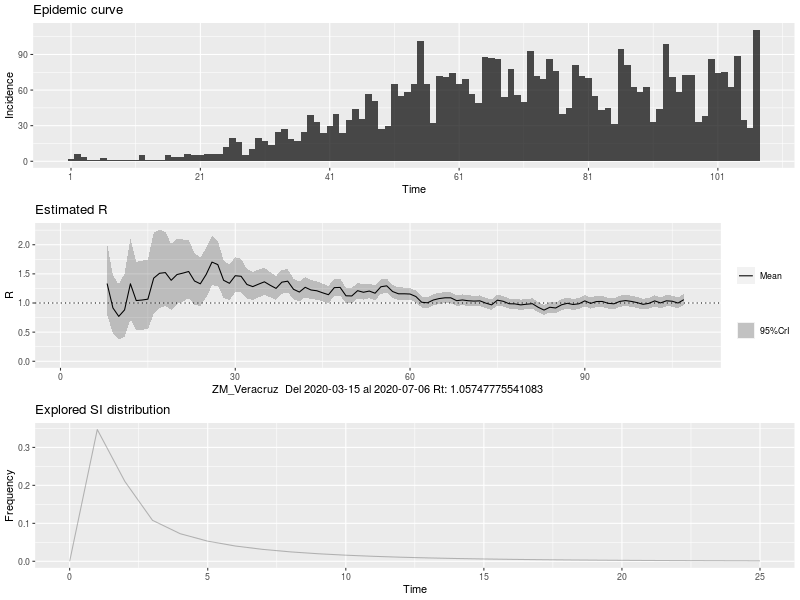 Epidemic curve
90
60
30
0
Incidence
1 21 41 61 81 101
Time
Estimated R
2.0
1.5
1.0
0.5
0.0
R
Mean
95%CrI
0 30 60 90
ZM_Veracruz Del 2020-03-15 al 2020-07-06 Rt: 1.05747775541083
Explored SI distribution
0.3
0.2
0.1
0.0
Frequency
0 5 10 15 20 25
Time